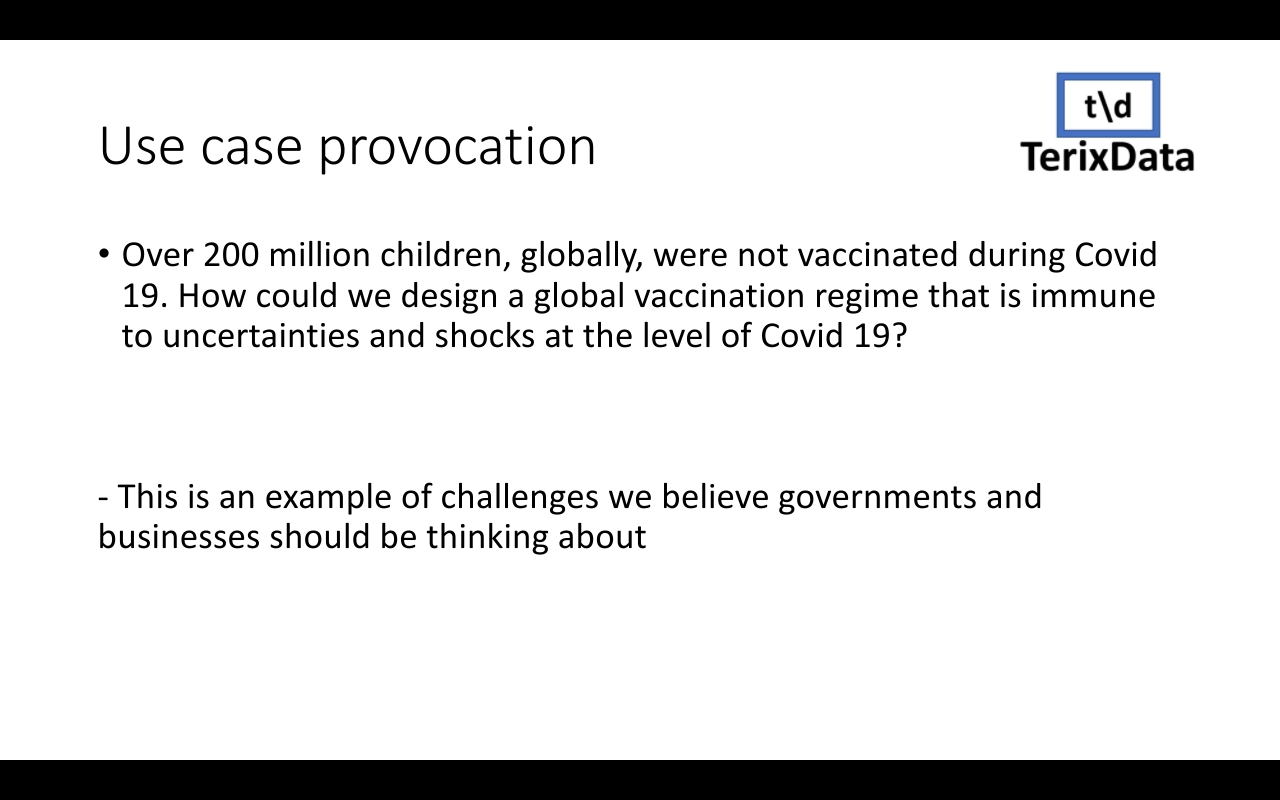 t\d
TerixData
Use case provocation
• Over 200 million children, globally, were not vaccinated during Covid
19. How could we design a global vaccination regime that is immune
to uncertainties and shocks at the level of Covid 19?
- This is an example of challenges we believe governments and
businesses should be thinking about